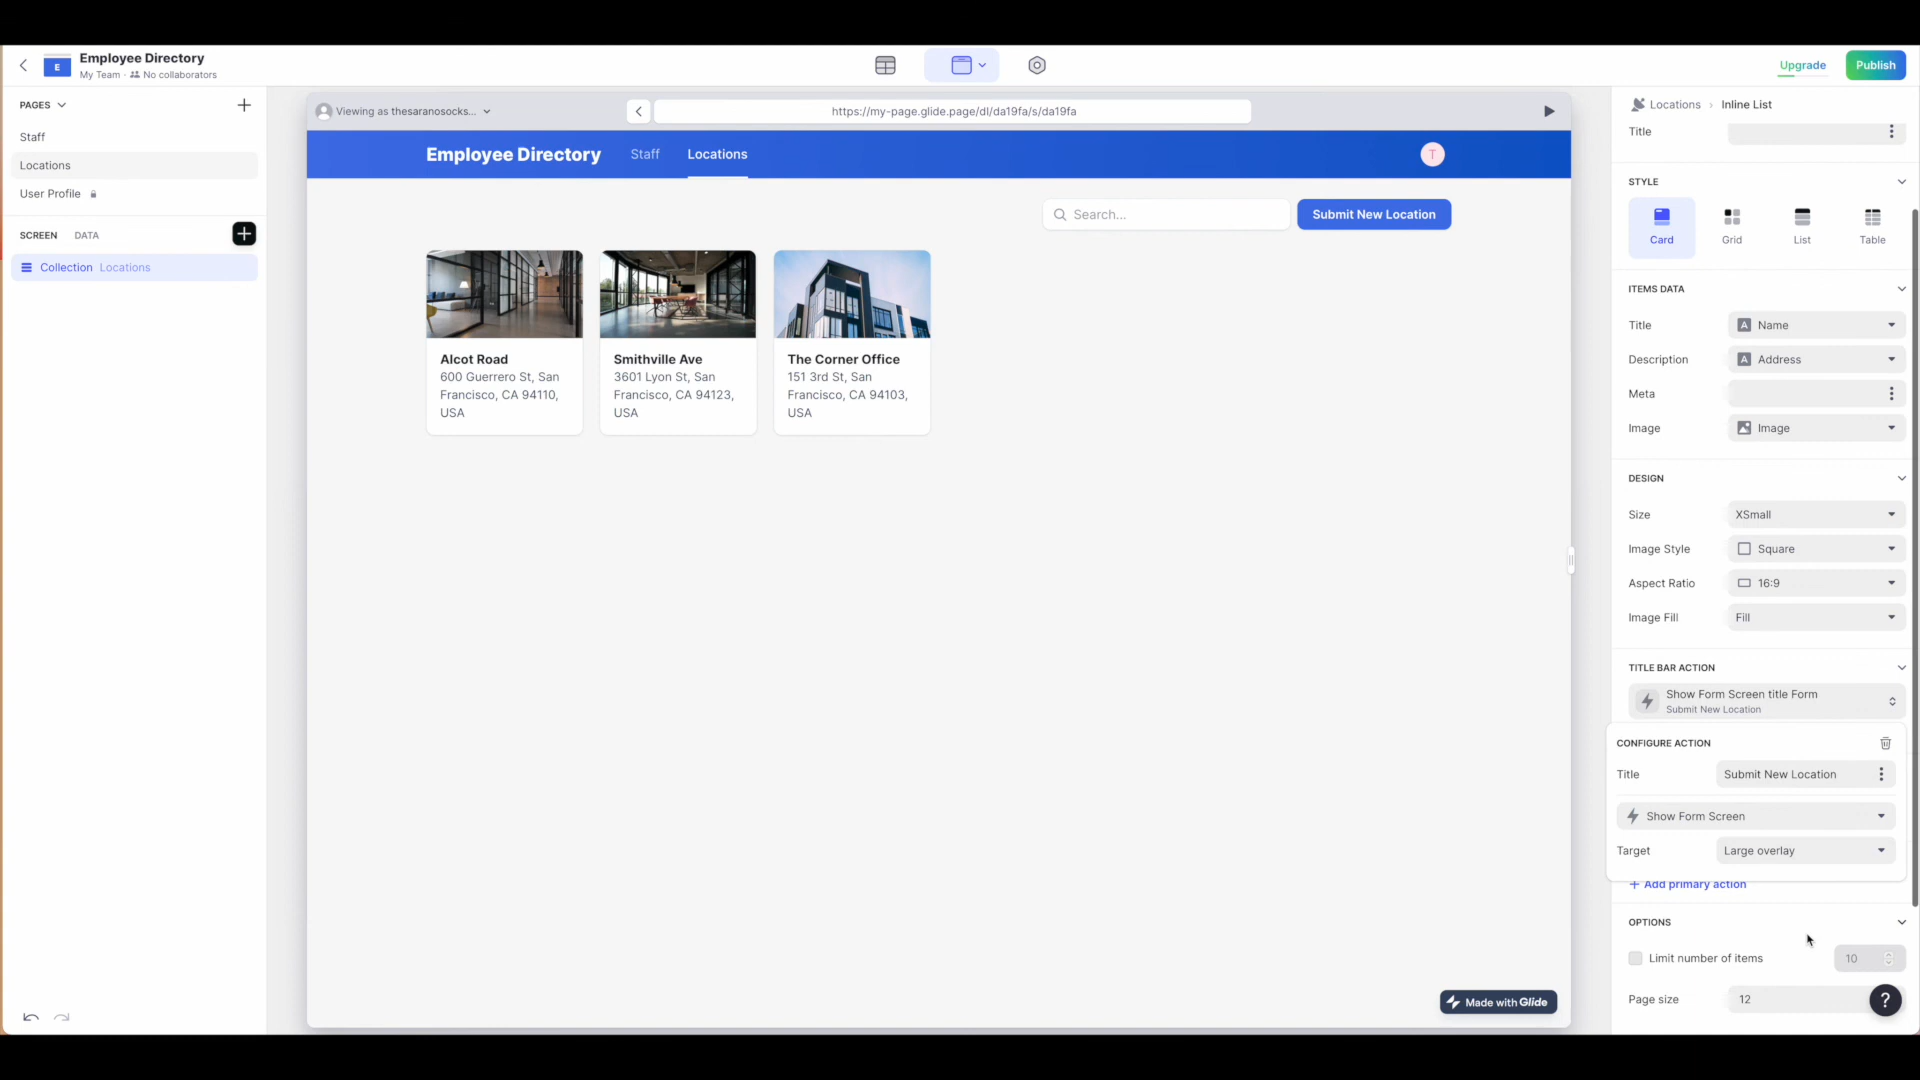 Employee Directory
E
My Team · No collaborators
Upgrade
Publish
PAGES
Staff
Locations
User Profile
SCREEN
DATA
Collection Locations
Viewing as thesaranosocks...
https://my-page.glide.page/dl/da19fa/s/da19fa
Employee Directory
Staff
Locations
T
Search...
Submit New Location
Alcot Road
600 Guerrero St, San
Francisco, CA 94110,
USA
Smithville Ave
3601 Lyon St, San
Francisco, CA 94123,
USA
The Corner Office
151 3rd St, San
Francisco, CA 94103,
USA
Made with Glide
Locations › Inline List
Title
STYLE
Card
Grid
List
Table
ITEMS DATA
Title
A Name
Description
A Address
Meta
Image
Image
DESIGN
Size
XSmall
Image Style
Square
Aspect Ratio
16:9
Image Fill
Fill
TITLE BAR ACTION
Show Form Screen title Form
Submit New Location
CONFIGURE ACTION
Title
Submit New Location
Show Form Screen
Target
Large overlay
+ Add primary action
OPTIONS
Limit number of items
10
Page size
12
?